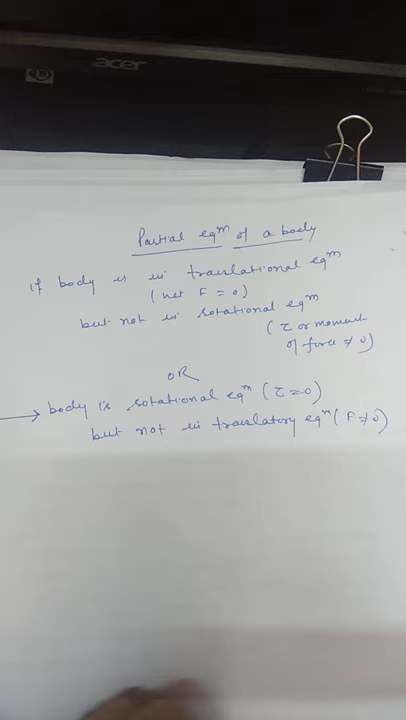 acer
Partial eqm of a body
if body is in translational eqm
( net F = 0 )
but not in rotational eqm
( τ or moment
of force ≠ 0 )
OR
→ body is rotational eqm ( τ = 0 )
but not in translatory eqm ( F ≠ 0 )